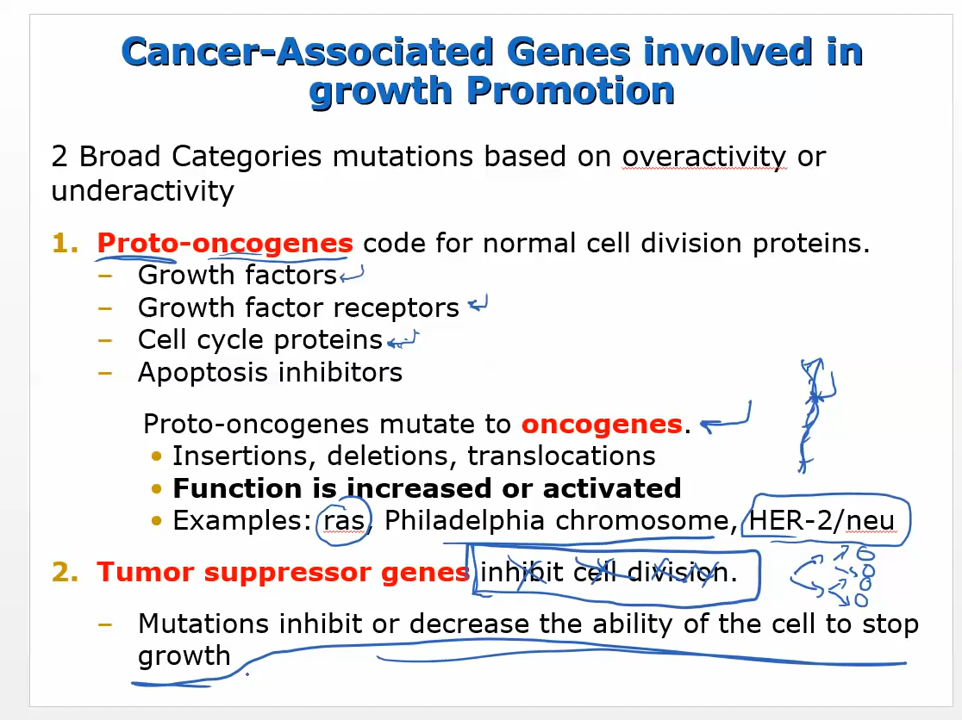 Cancer-Associated Genes involved in
growth Promotion
2 Broad Categories mutations based on overactivity or
underactivity
1. Proto-oncogenes code for normal cell division proteins.
– Growth factors
– Growth factor receptors
– Cell cycle proteins
– Apoptosis inhibitors
Proto-oncogenes mutate to oncogenes.
• Insertions, deletions, translocations
• Function is increased or activated
• Examples: ras, Philadelphia chromosome, HER-2/neu
2. Tumor suppressor genes inhibit cell division.
– Mutations inhibit or decrease the ability of the cell to stop
growth